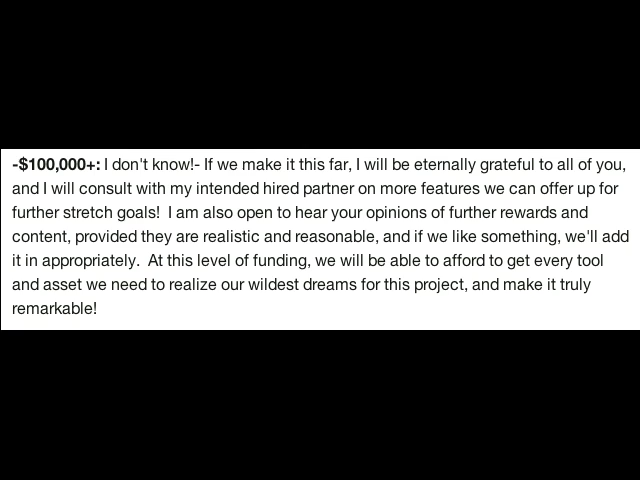 -$100,000+: I don't know!- If we make it this far, I will be eternally grateful to all of you,
and I will consult with my intended hired partner on more features we can offer up for
further stretch goals!  I am also open to hear your opinions of further rewards and
content, provided they are realistic and reasonable, and if we like something, we'll add
it in appropriately.  At this level of funding, we will be able to afford to get every tool
and asset we need to realize our wildest dreams for this project, and make it truly
remarkable!